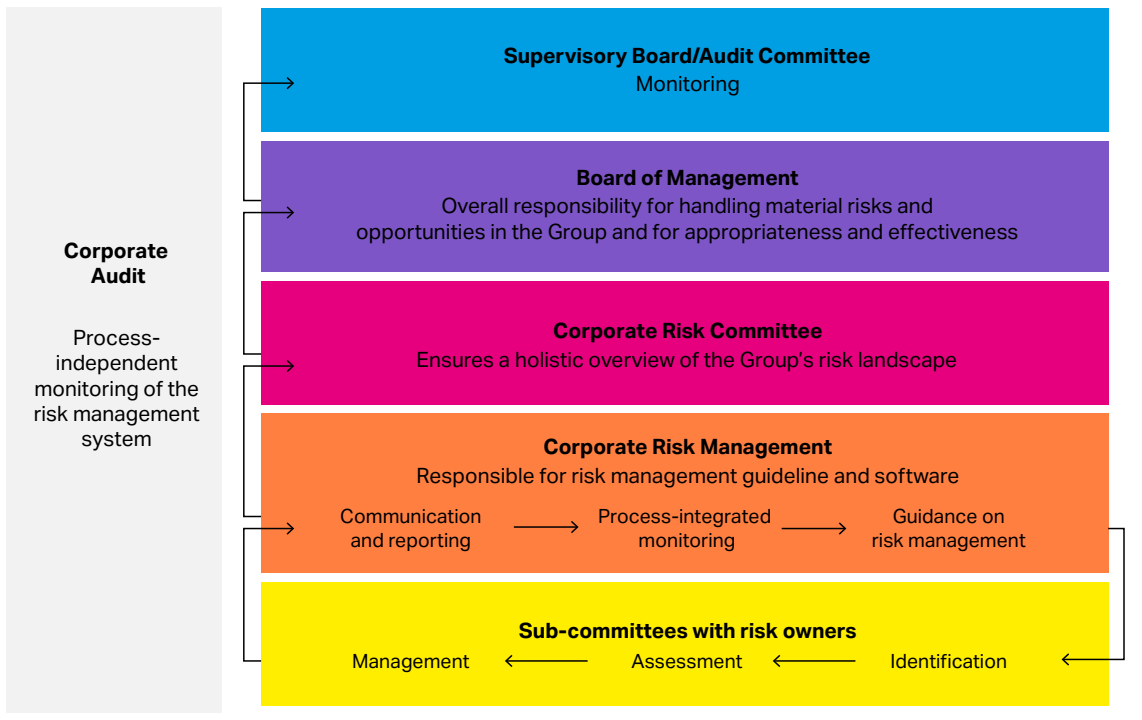 Corporate
Audit
Process-
independent
monitoring of the
risk management
system
Supervisory Board/Audit Committee
Monitoring
Board of Management
Overall responsibility for handling material risks and
opportunities in the Group and for appropriateness and effectiveness
Corporate Risk Committee
Ensures a holistic overview of the Group's risk landscape
Corporate Risk Management
Responsible for risk management guideline and software
Communication
and reporting
Process-integrated
monitoring
Guidance on
risk management
Sub-committees with risk owners
Management
Assessment
Identification